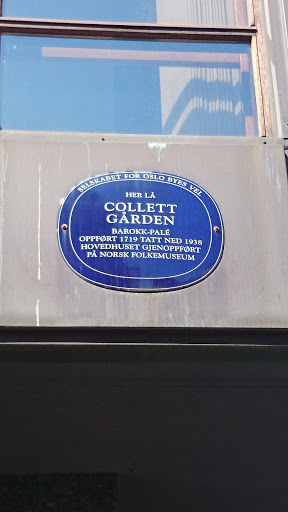 SELSKABET FOR OSLO BYES VEL
HER LÅ
COLLETT
GÅRDEN
BAROKK-PALÉ
OPPFØRT 1719 TATT NED 1938
HOVEDHUSET GJENOPPFØRT
PÅ NORSK FOLKEMUSEUM